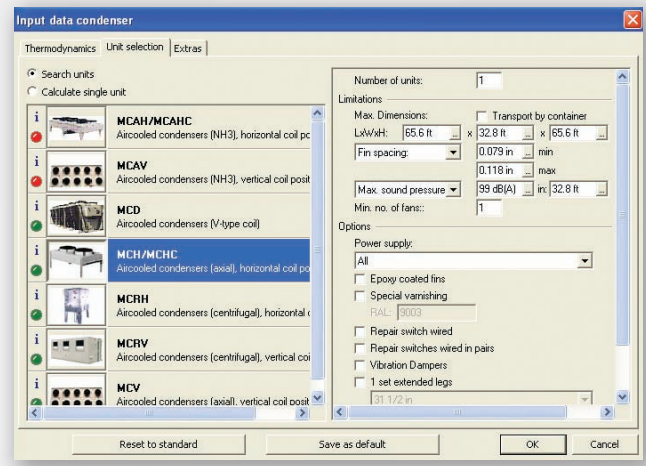 Input data condenser
Thermodynamics Unit selection Extras
Search units
Calculate single unit
i MCAH/MCAHC
Aircooled condensers (NH3), horizontal coil po
i MCAV
Aircooled condensers (NH3), vertical coil posit
i MCD
Aircooled condensers (V-type coil)
i MCH/MCHC
Aircooled condensers (axial), horizontal coil po
i MCRH
Aircooled condensers (centrifugal), horizontal c
i MCRV
Aircooled condensers (centrifugal), vertical coi
i MCV
Aircooled condensers (axial), vertical coil posit
Number of units: 1
Limitations
Max. Dimensions: Transport by container
LxWxH: 65.6 ft ... x 32.8 ft ... x 65.6 ft ...
Fin spacing: 0.079 in ... min
0.118 in ... max
Max. sound pressure 99 dB(A) ... in: 32.8 ft ...
Min. no. of fans:: 1
Options
Power supply:
All
Epoxy coated fins
Special varnishing
RAL: 9003
Repair switch wired
Repair switches wired in pairs
Vibration Dampers
1 set extended legs
31 1/2 in
Reset to standard Save as default OK Cancel